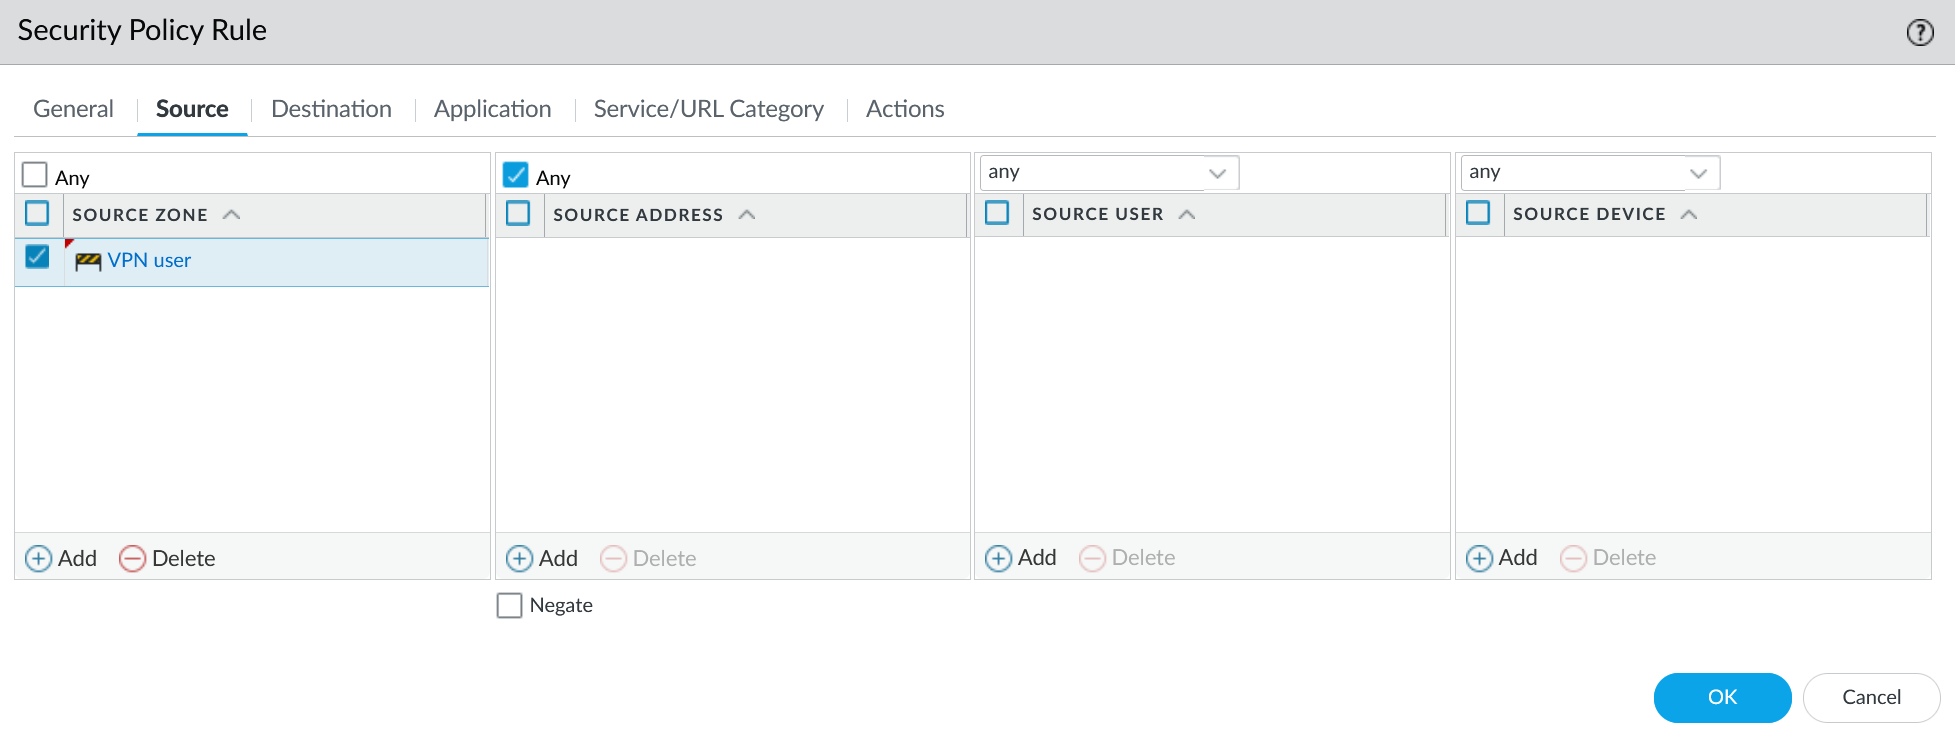 Security Policy Rule
?
General Source Destination Application Service/URL Category Actions
Any Any any any
SOURCE ZONE SOURCE ADDRESS SOURCE USER SOURCE DEVICE
VPN user
Add Delete Add Delete Add Delete Add Delete
Negate
OK Cancel